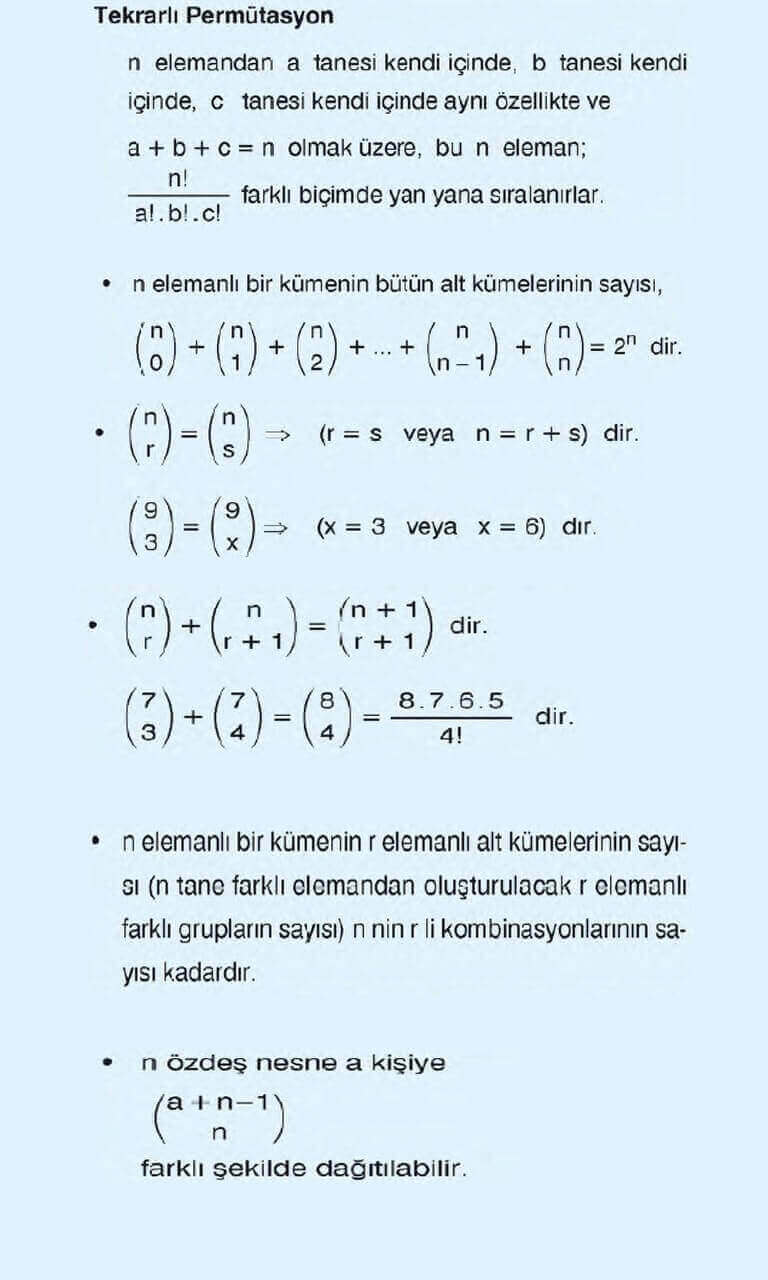 Tekrarlı Permütasyon
n elemandan a tanesi kendi içinde, b tanesi kendi
içinde, c tanesi kendi içinde aynı özellikte ve
a + b + c = n olmak üzere, bu n eleman;
n!
a!.b!.c! farklı biçimde yan yana sıralanırlar.
• n elemanlı bir kümenin bütün alt kümelerinin sayısı,
(n 0) + (n 1) + (n 2) + ... + (n n – 1) + (n n) = 2ⁿ dir.
• (n r) = (n s) ⇒ (r = s veya n = r + s) dir.
(9 3) = (9 x) ⇒ (x = 3 veya x = 6) dır.
• (n r) + (n r + 1) = (n + 1 r + 1) dir.
(7 3) + (7 4) = (8 4) = 8.7.6.5 / 4! dir.
• n elemanlı bir kümenin r elemanlı alt kümelerinin sayı-
sı (n tane farklı elemandan oluşturulacak r elemanlı
farklı grupların sayısı) n nin r li kombinasyonlarının sa-
yısı kadardır.
• n özdeş nesne a kişiye
(a + n–1 n)
farklı şekilde dağıtılabilir.